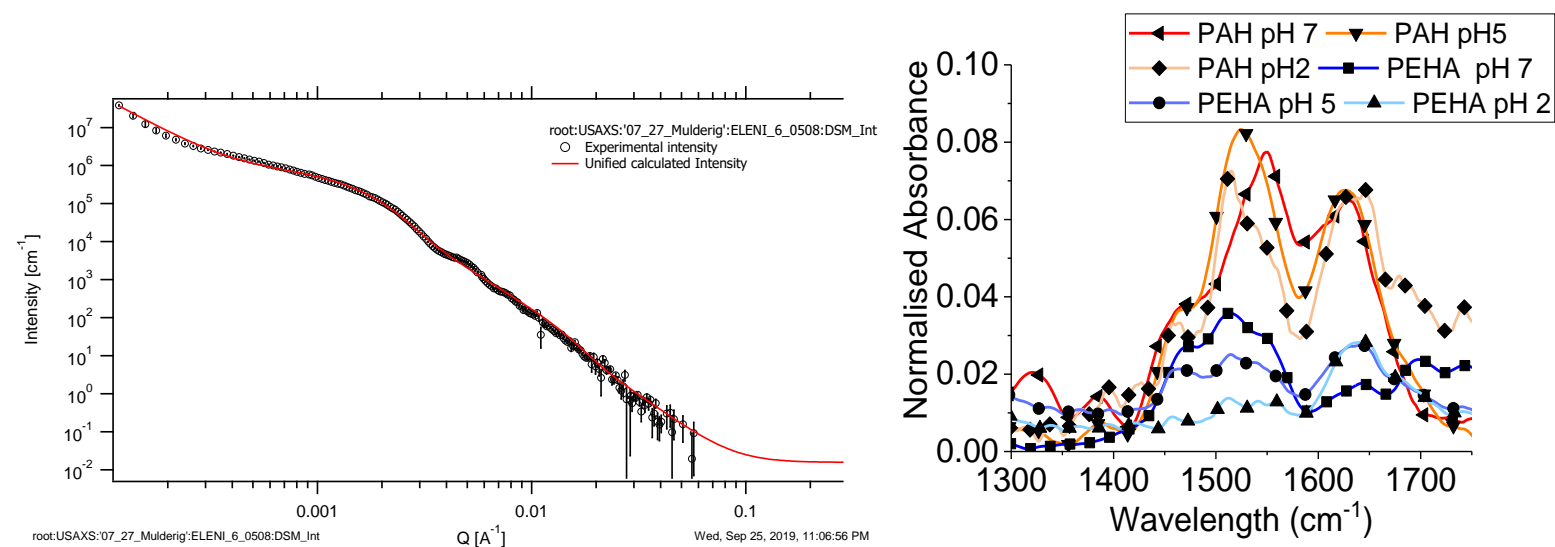 root:USAXS:'07_27_Mulderig':ELENI_6_0508:DSM_Int
Experimental intensity
Unified calculated Intensity
Intensity [cm-1]
10^7
10^6
10^5
10^4
10^3
10^2
10^1
10^0
10^-1
10^-2
0.001
0.01
0.1
Q [A^-1]
root:USAXS:'07_27_Mulderig':ELENI_6_0508:DSM_Int
Wed, Sep 25, 2019, 11:06:56 PM
PAH pH 7
PAH pH5
PAH pH2
PEHA pH 7
PEHA pH 5
PEHA pH 2
Normalised Absorbance
0.10
0.08
0.06
0.04
0.02
0.00
1300
1400
1500
1600
1700
Wavelength (cm^-1)